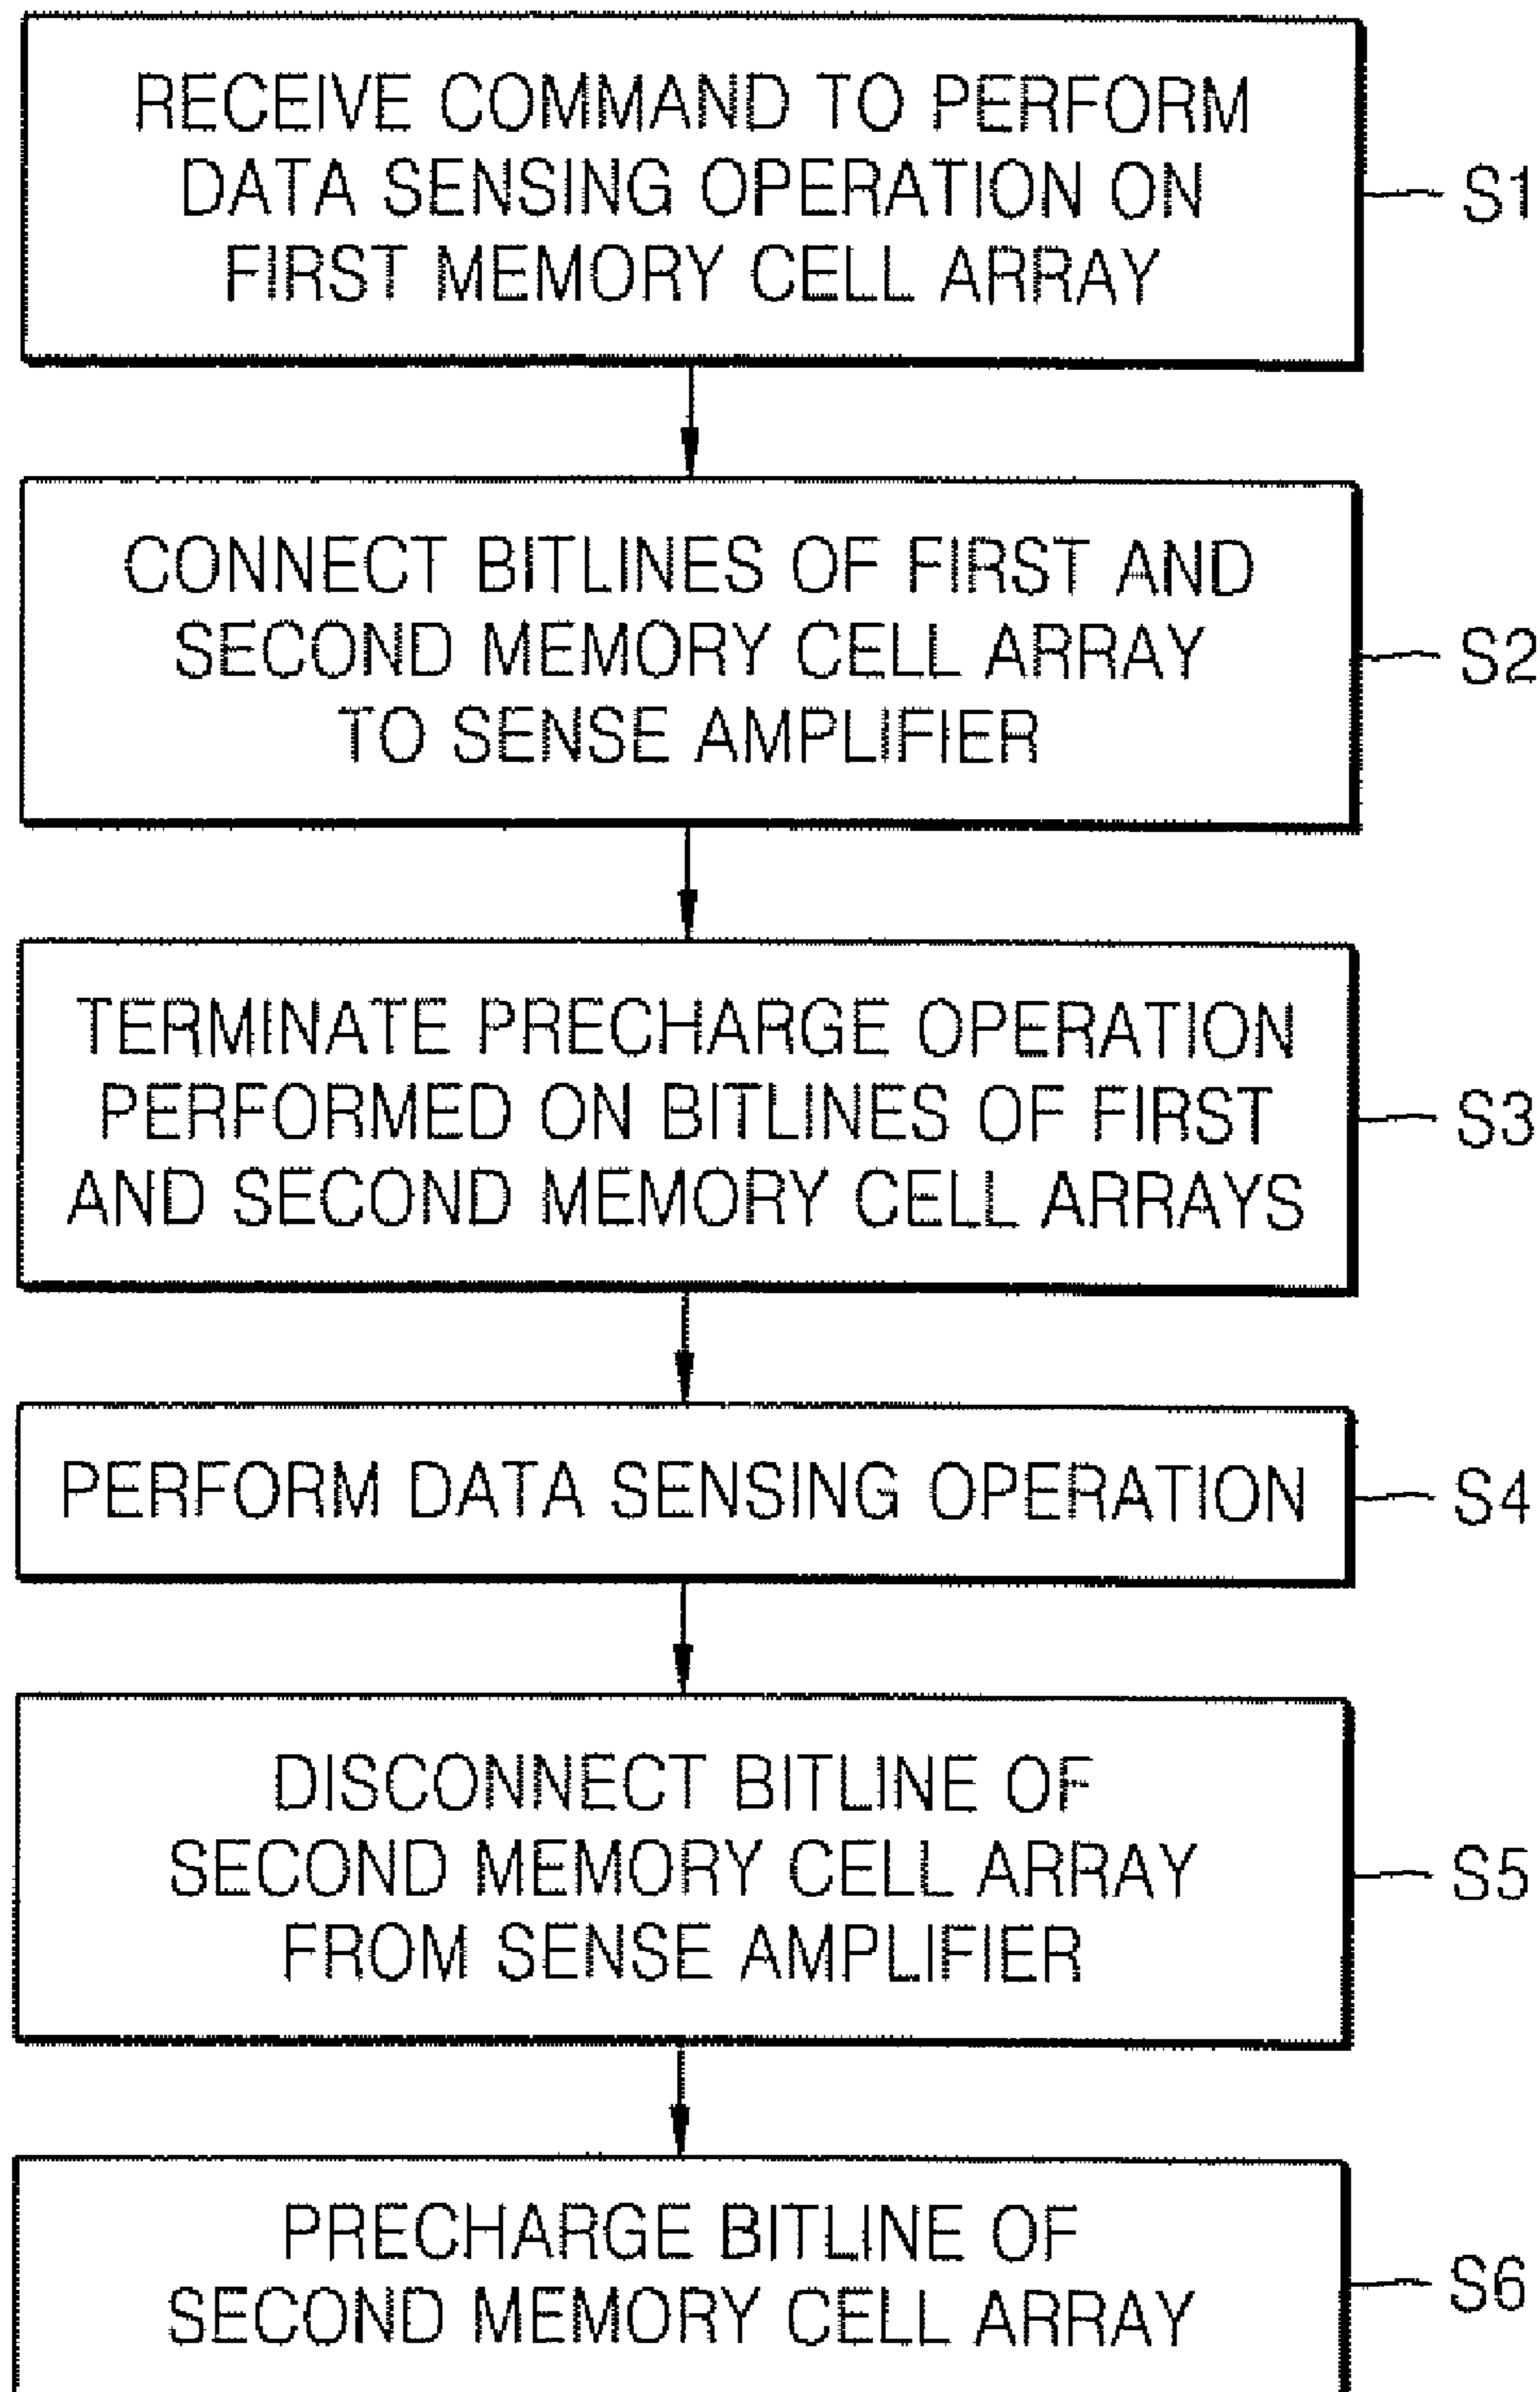 RECEIVE COMMAND TO PERFORM
DATA SENSING OPERATION ON
FIRST MEMORY CELL ARRAY
S1
CONNECT BITLINES OF FIRST AND
SECOND MEMORY CELL ARRAY
TO SENSE AMPLIFIER
S2
TERMINATE PRECHARGE OPERATION
PERFORMED ON BITLINES OF FIRST
AND SECOND MEMORY CELL ARRAYS
S3
PERFORM DATA SENSING OPERATION
S4
DISCONNECT BITLINE OF
SECOND MEMORY CELL ARRAY
FROM SENSE AMPLIFIER
S5
PRECHARGE BITLINE OF
SECOND MEMORY CELL ARRAY
S6